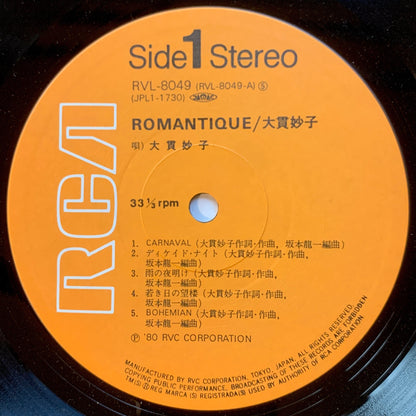 Side 1 Stereo
RVL-8049 (RVL-8049-A) Ⓢ
(JPL1-1730)
ROMANTIQUE/大貫妙子
唄) 大貫妙子
RCA
33⅓ rpm
1. CARNAVAL (大貫妙子作詞・作曲, 坂本龍一編曲)
2. ディケイド・ナイト (大貫妙子作詞・作曲,
坂本龍一編曲)
3. 雨の夜明け (大貫妙子作詞・作曲,
坂本龍一編曲)
4. 若き日の望楼 (大貫妙子作詞・作曲,
坂本龍一編曲)
5. BOHEMIAN (大貫妙子作詞・作曲,
坂本龍一編曲)
Ⓟ '80 RVC CORPORATION
MANUFACTURED BY RVC CORPORATION, TOKYO, JAPAN, ALL RIGHT RESERVED.
COPYING PUBLIC PERFORMANCE, BROADCASTING OF THESE RECORDS ARE FORBIDDEN
TM(S)®REG MARCA(S) REGISTRADA(S) USED BY AUTHORITY OF RCA CORPORATION